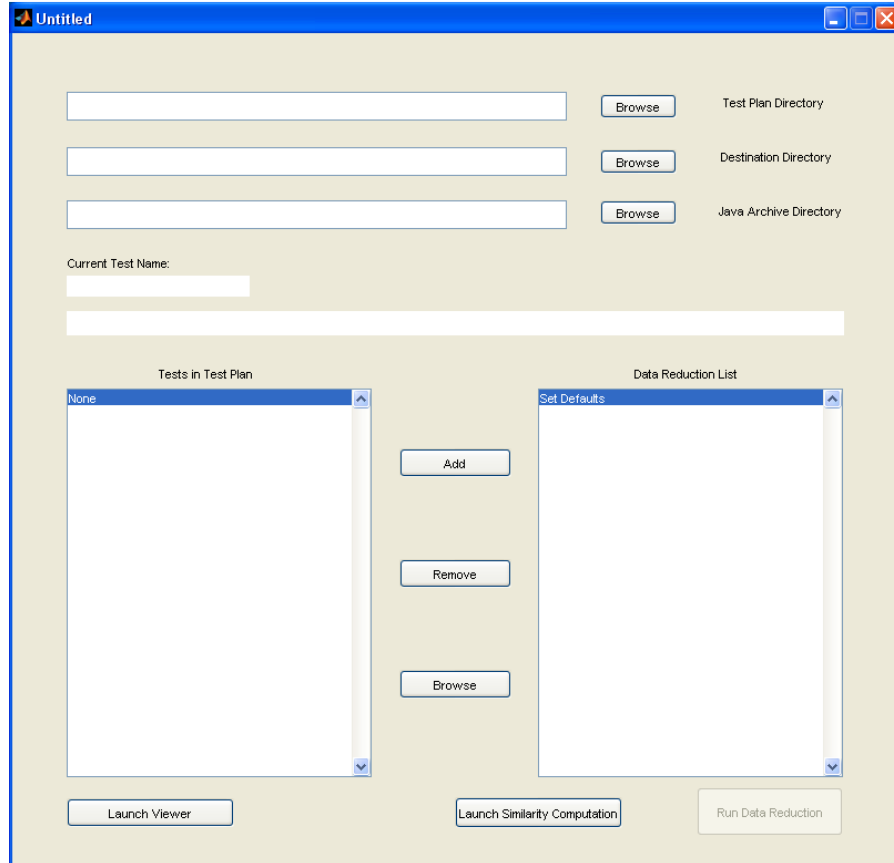 Untitled
Browse
Test Plan Directory
Browse
Destination Directory
Browse
Java Archive Directory
Current Test Name:
Tests in Test Plan
Data Reduction List
None
Set Defaults
Add
Remove
Browse
Launch Viewer
Launch Similarity Computation
Run Data Reduction